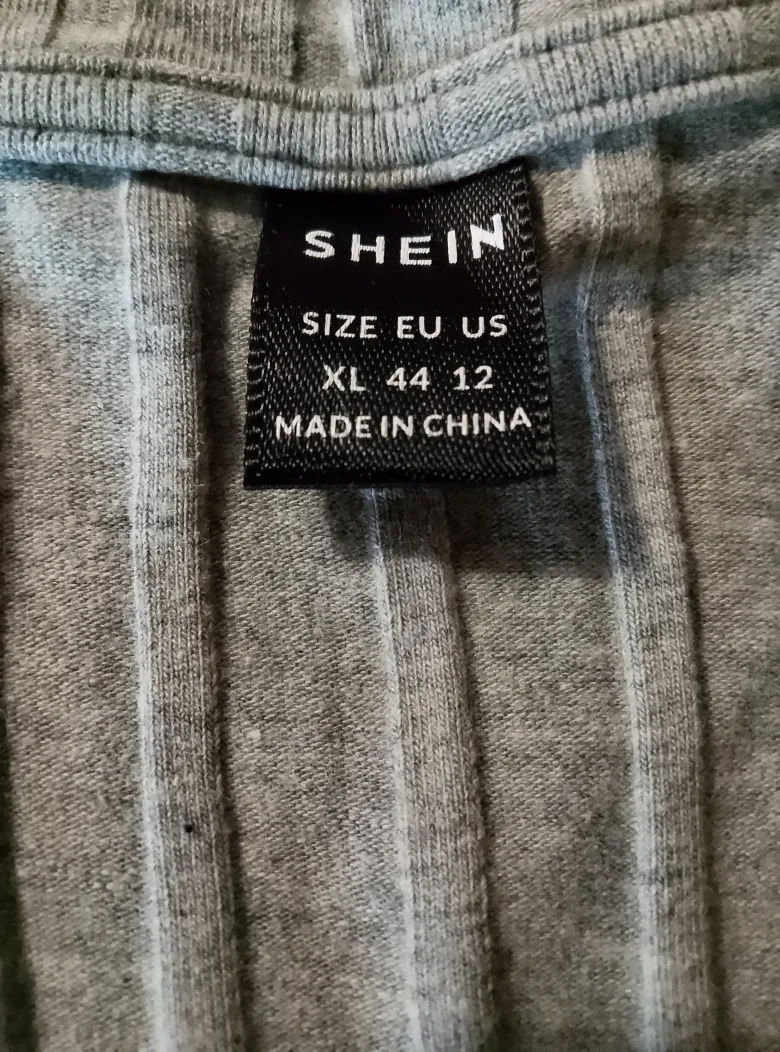 SHEIN
SIZE EU US
XL 44 12
MADE IN CHINA